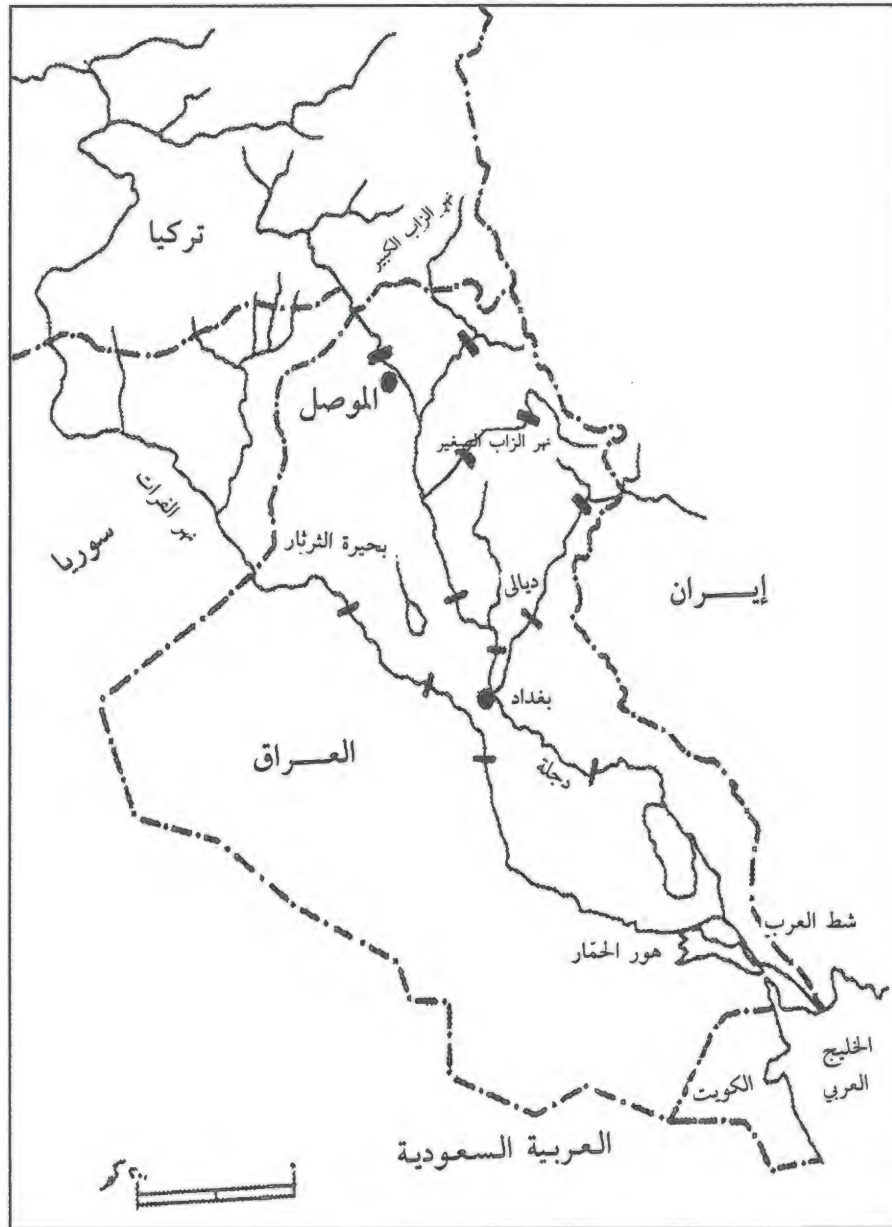 نهر الزاب الكبير
تركيا
الموصل
نهر الزاب الصغير
نهر الفرات
سوريا
بحيرة الثرثار
ديالى
إيـــران
بغداد
العـــراق
دجلة
شط العرب
هور الحمّار
الخليج
العربي
الكويت
العربية السعودية
٢٠٠ كم
٠